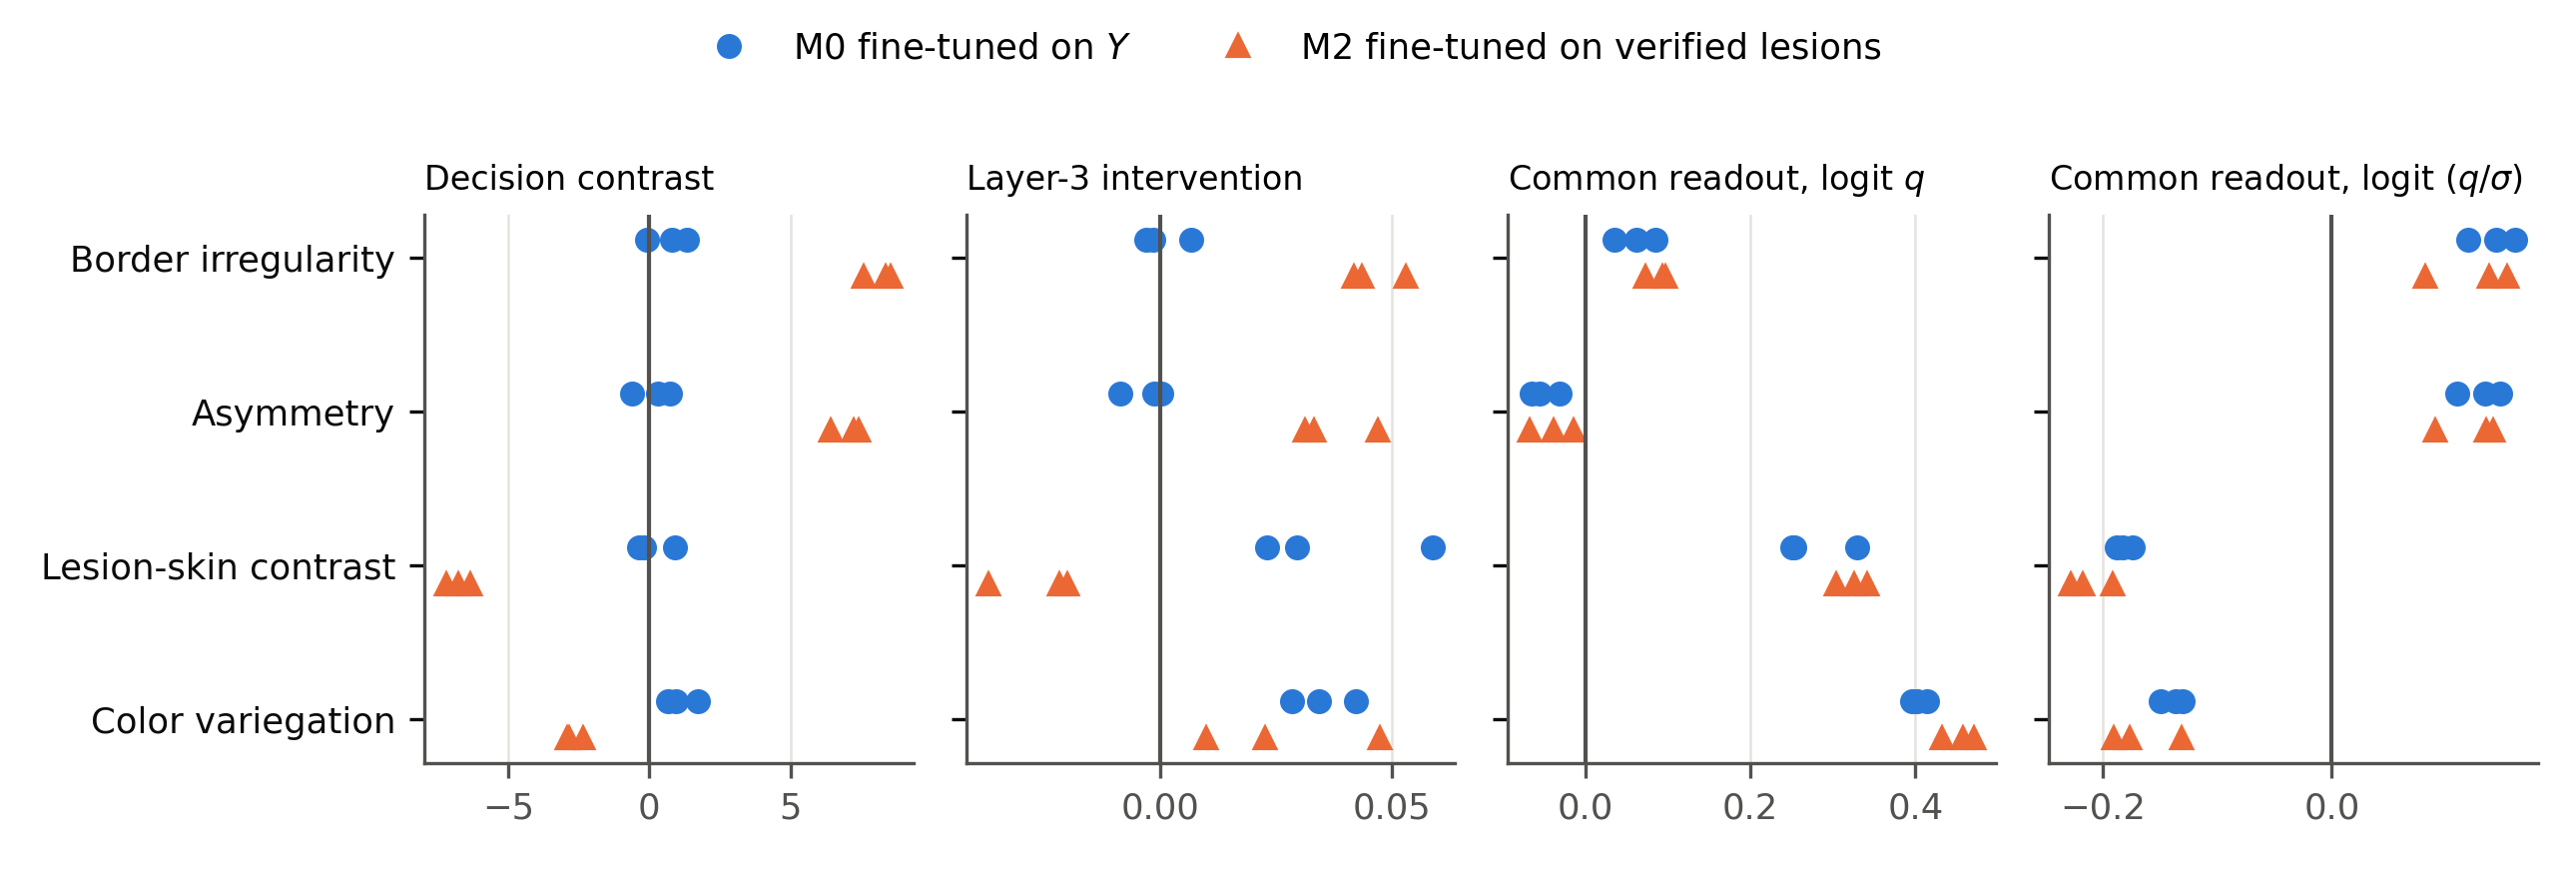 M0 fine-tuned on Y
M2 fine-tuned on verified lesions
Decision contrast
Layer-3 intervention
Common readout, logit q
Common readout, logit (q/σ)
Border irregularity
Asymmetry
Lesion-skin contrast
Color variegation
−5 0 5
0.00 0.05
0.0 0.2 0.4
−0.2 0.0